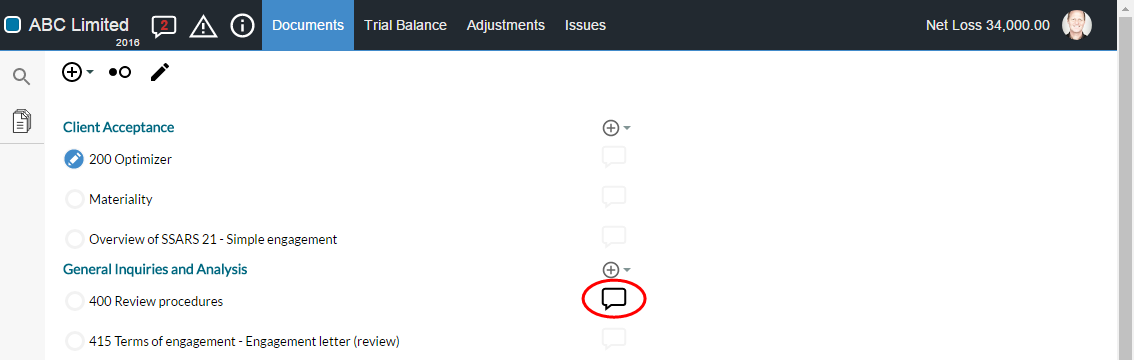 ABC Limited
2016
2
Documents
Trial Balance
Adjustments
Issues
Net Loss 34,000.00
Client Acceptance
200 Optimizer
Materiality
Overview of SSARS 21 - Simple engagement
General Inquiries and Analysis
400 Review procedures
415 Terms of engagement - Engagement letter (review)